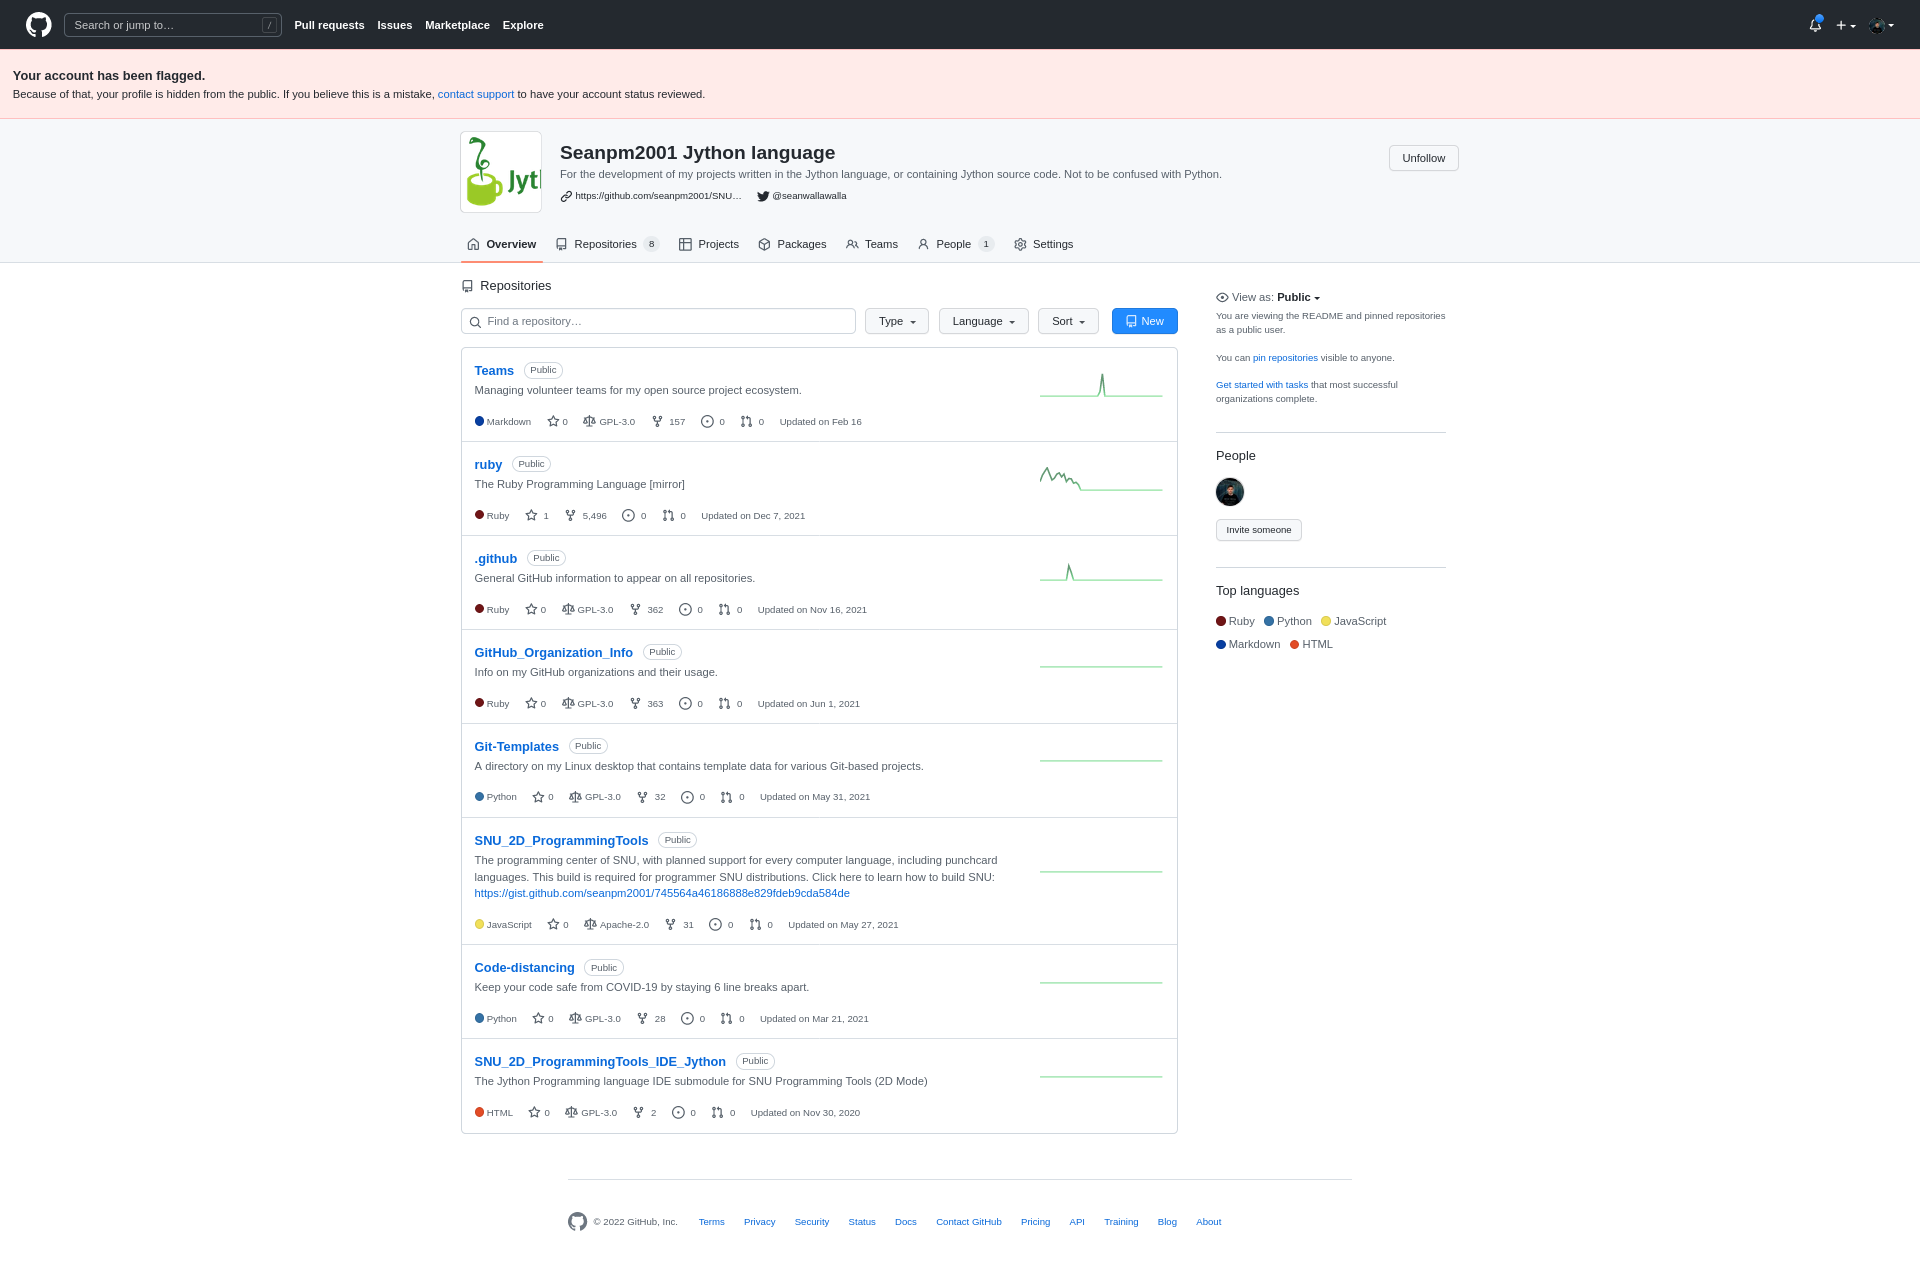 Search or jump to… /
Pull requests Issues Marketplace Explore
Your account has been flagged.
Because of that, your profile is hidden from the public. If you believe this is a mistake, contact support to have your account status reviewed.
Jyth
Seanpm2001 Jython language
For the development of my projects written in the Jython language, or containing Jython source code. Not to be confused with Python.
https://github.com/seanpm2001/SNU… @seanwallawalla
Unfollow
Overview Repositories 8 Projects Packages Teams People 1 Settings
Repositories
Find a repository… Type Language Sort New
Teams Public
Managing volunteer teams for my open source project ecosystem.
Markdown 0 GPL-3.0 157 0 0 Updated on Feb 16
ruby Public
The Ruby Programming Language [mirror]
Ruby 1 5,496 0 0 Updated on Dec 7, 2021
.github Public
General GitHub information to appear on all repositories.
Ruby 0 GPL-3.0 362 0 0 Updated on Nov 16, 2021
GitHub_Organization_Info Public
Info on my GitHub organizations and their usage.
Ruby 0 GPL-3.0 363 0 0 Updated on Jun 1, 2021
Git-Templates Public
A directory on my Linux desktop that contains template data for various Git-based projects.
Python 0 GPL-3.0 32 0 0 Updated on May 31, 2021
SNU_2D_ProgrammingTools Public
The programming center of SNU, with planned support for every computer language, including punchcard
languages. This build is required for programmer SNU distributions. Click here to learn how to build SNU:
https://gist.github.com/seanpm2001/745564a46186888e829fdeb9cda584de
JavaScript 0 Apache-2.0 31 0 0 Updated on May 27, 2021
Code-distancing Public
Keep your code safe from COVID-19 by staying 6 line breaks apart.
Python 0 GPL-3.0 28 0 0 Updated on Mar 21, 2021
SNU_2D_ProgrammingTools_IDE_Jython Public
The Jython Programming language IDE submodule for SNU Programming Tools (2D Mode)
HTML 0 GPL-3.0 2 0 0 Updated on Nov 30, 2020
View as: Public
You are viewing the README and pinned repositories
as a public user.
You can pin repositories visible to anyone.
Get started with tasks that most successful
organizations complete.
People
Invite someone
Top languages
Ruby Python JavaScript
Markdown HTML
© 2022 GitHub, Inc. Terms Privacy Security Status Docs Contact GitHub Pricing API Training Blog About